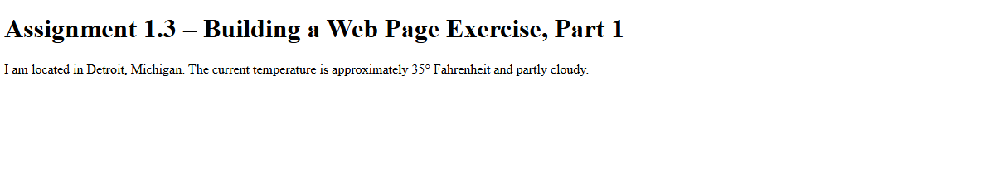 Assignment 1.3 – Building a Web Page Exercise, Part 1
I am located in Detroit, Michigan. The current temperature is approximately 35° Fahrenheit and partly cloudy.